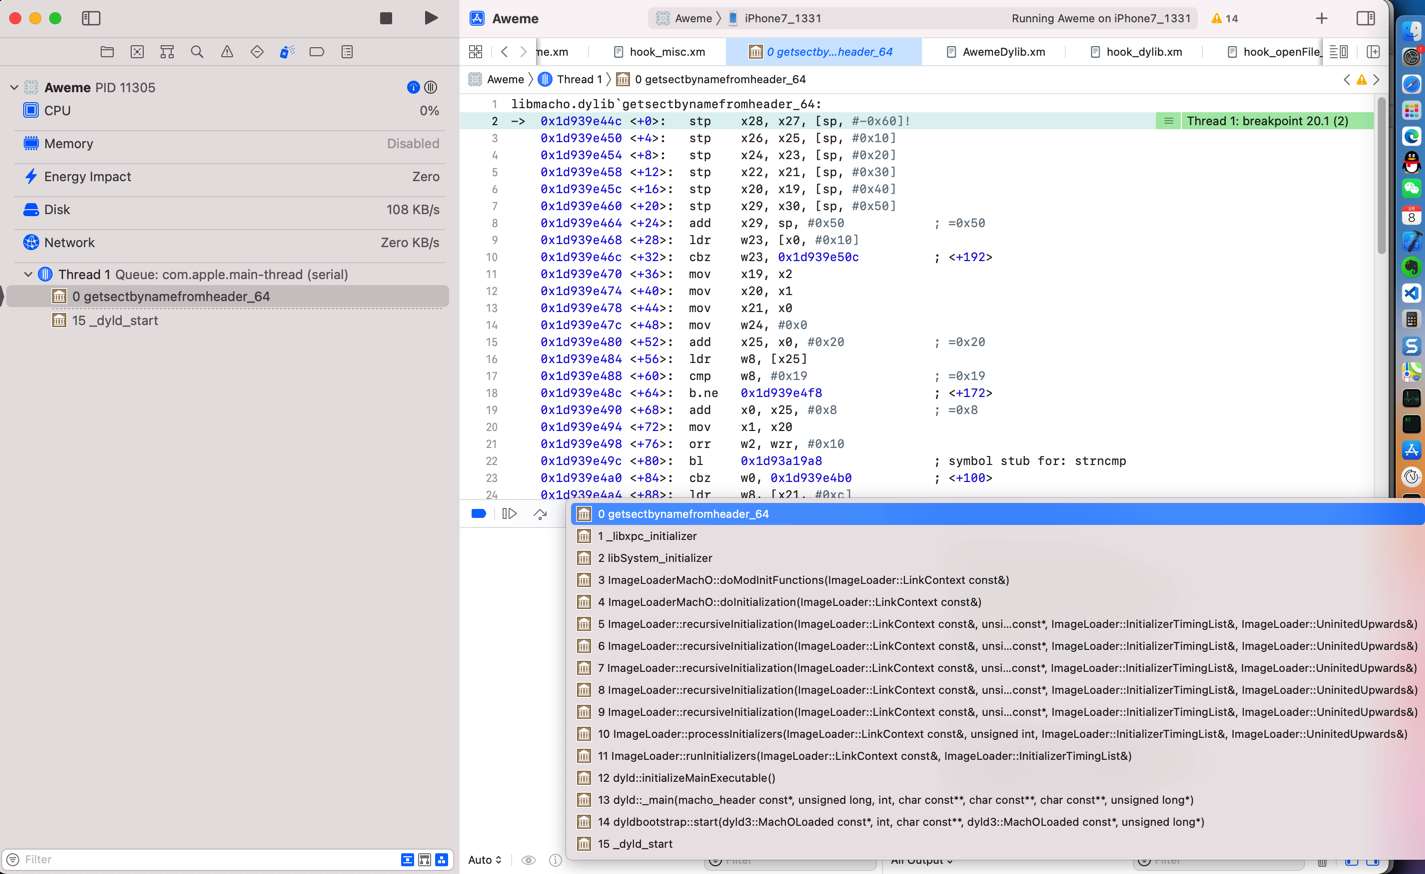 Aweme
Aweme 〉 iPhone7_1331
Running Aweme on iPhone7_1331
14
me.xm
hook_misc.xm
0 getsectby...header_64
AwemeDylib.xm
hook_dylib.xm
hook_openFile_
Aweme PID 11305
CPU 0%
Memory Disabled
Energy Impact Zero
Disk 108 KB/s
Network Zero KB/s
Thread 1 Queue: com.apple.main-thread (serial)
0 getsectbynamefromheader_64
15 _dyld_start
Filter
Aweme 〉 Thread 1 〉 0 getsectbynamefromheader_64
1 libmacho.dylib`getsectbynamefromheader_64:
2 -> 0x1d939e44c <+0>: stp x28, x27, [sp, #-0x60]!
Thread 1: breakpoint 20.1 (2)
3 0x1d939e450 <+4>: stp x26, x25, [sp, #0x10]
4 0x1d939e454 <+8>: stp x24, x23, [sp, #0x20]
5 0x1d939e458 <+12>: stp x22, x21, [sp, #0x30]
6 0x1d939e45c <+16>: stp x20, x19, [sp, #0x40]
7 0x1d939e460 <+20>: stp x29, x30, [sp, #0x50]
8 0x1d939e464 <+24>: add x29, sp, #0x50 ; =0x50
9 0x1d939e468 <+28>: ldr w23, [x0, #0x10]
10 0x1d939e46c <+32>: cbz w23, 0x1d939e50c ; <+192>
11 0x1d939e470 <+36>: mov x19, x2
12 0x1d939e474 <+40>: mov x20, x1
13 0x1d939e478 <+44>: mov x21, x0
14 0x1d939e47c <+48>: mov w24, #0x0
15 0x1d939e480 <+52>: add x25, x0, #0x20 ; =0x20
16 0x1d939e484 <+56>: ldr w8, [x25]
17 0x1d939e488 <+60>: cmp w8, #0x19 ; =0x19
18 0x1d939e48c <+64>: b.ne 0x1d939e4f8 ; <+172>
19 0x1d939e490 <+68>: add x0, x25, #0x8 ; =0x8
20 0x1d939e494 <+72>: mov x1, x20
21 0x1d939e498 <+76>: orr w2, wzr, #0x10
22 0x1d939e49c <+80>: bl 0x1d93a19a8 ; symbol stub for: strncmp
23 0x1d939e4a0 <+84>: cbz w0, 0x1d939e4b0 ; <+100>
24 0x1d939e4a4 <+88>: ldr w8, [x21, #0xc]
0 getsectbynamefromheader_64
1 _libxpc_initializer
2 libSystem_initializer
3 ImageLoaderMachO::doModInitFunctions(ImageLoader::LinkContext const&)
4 ImageLoaderMachO::doInitialization(ImageLoader::LinkContext const&)
5 ImageLoader::recursiveInitialization(ImageLoader::LinkContext const&, unsi...const*, ImageLoader::InitializerTimingList&, ImageLoader::UninitedUpwards&)
6 ImageLoader::recursiveInitialization(ImageLoader::LinkContext const&, unsi...const*, ImageLoader::InitializerTimingList&, ImageLoader::UninitedUpwards&)
7 ImageLoader::recursiveInitialization(ImageLoader::LinkContext const&, unsi...const*, ImageLoader::InitializerTimingList&, ImageLoader::UninitedUpwards&)
8 ImageLoader::recursiveInitialization(ImageLoader::LinkContext const&, unsi...const*, ImageLoader::InitializerTimingList&, ImageLoader::UninitedUpwards&)
9 ImageLoader::recursiveInitialization(ImageLoader::LinkContext const&, unsi...const*, ImageLoader::InitializerTimingList&, ImageLoader::UninitedUpwards&)
10 ImageLoader::processInitializers(ImageLoader::LinkContext const&, unsigned int, ImageLoader::InitializerTimingList&, ImageLoader::UninitedUpwards&)
11 ImageLoader::runInitializers(ImageLoader::LinkContext const&, ImageLoader::InitializerTimingList&)
12 dyld::initializeMainExecutable()
13 dyld::_main(macho_header const*, unsigned long, int, char const**, char const**, char const**, unsigned long*)
14 dyldbootstrap::start(dyld3::MachOLoaded const*, int, char const**, dyld3::MachOLoaded const*, unsigned long*)
15 _dyld_start
Auto
Filter
All Output
Filter
8